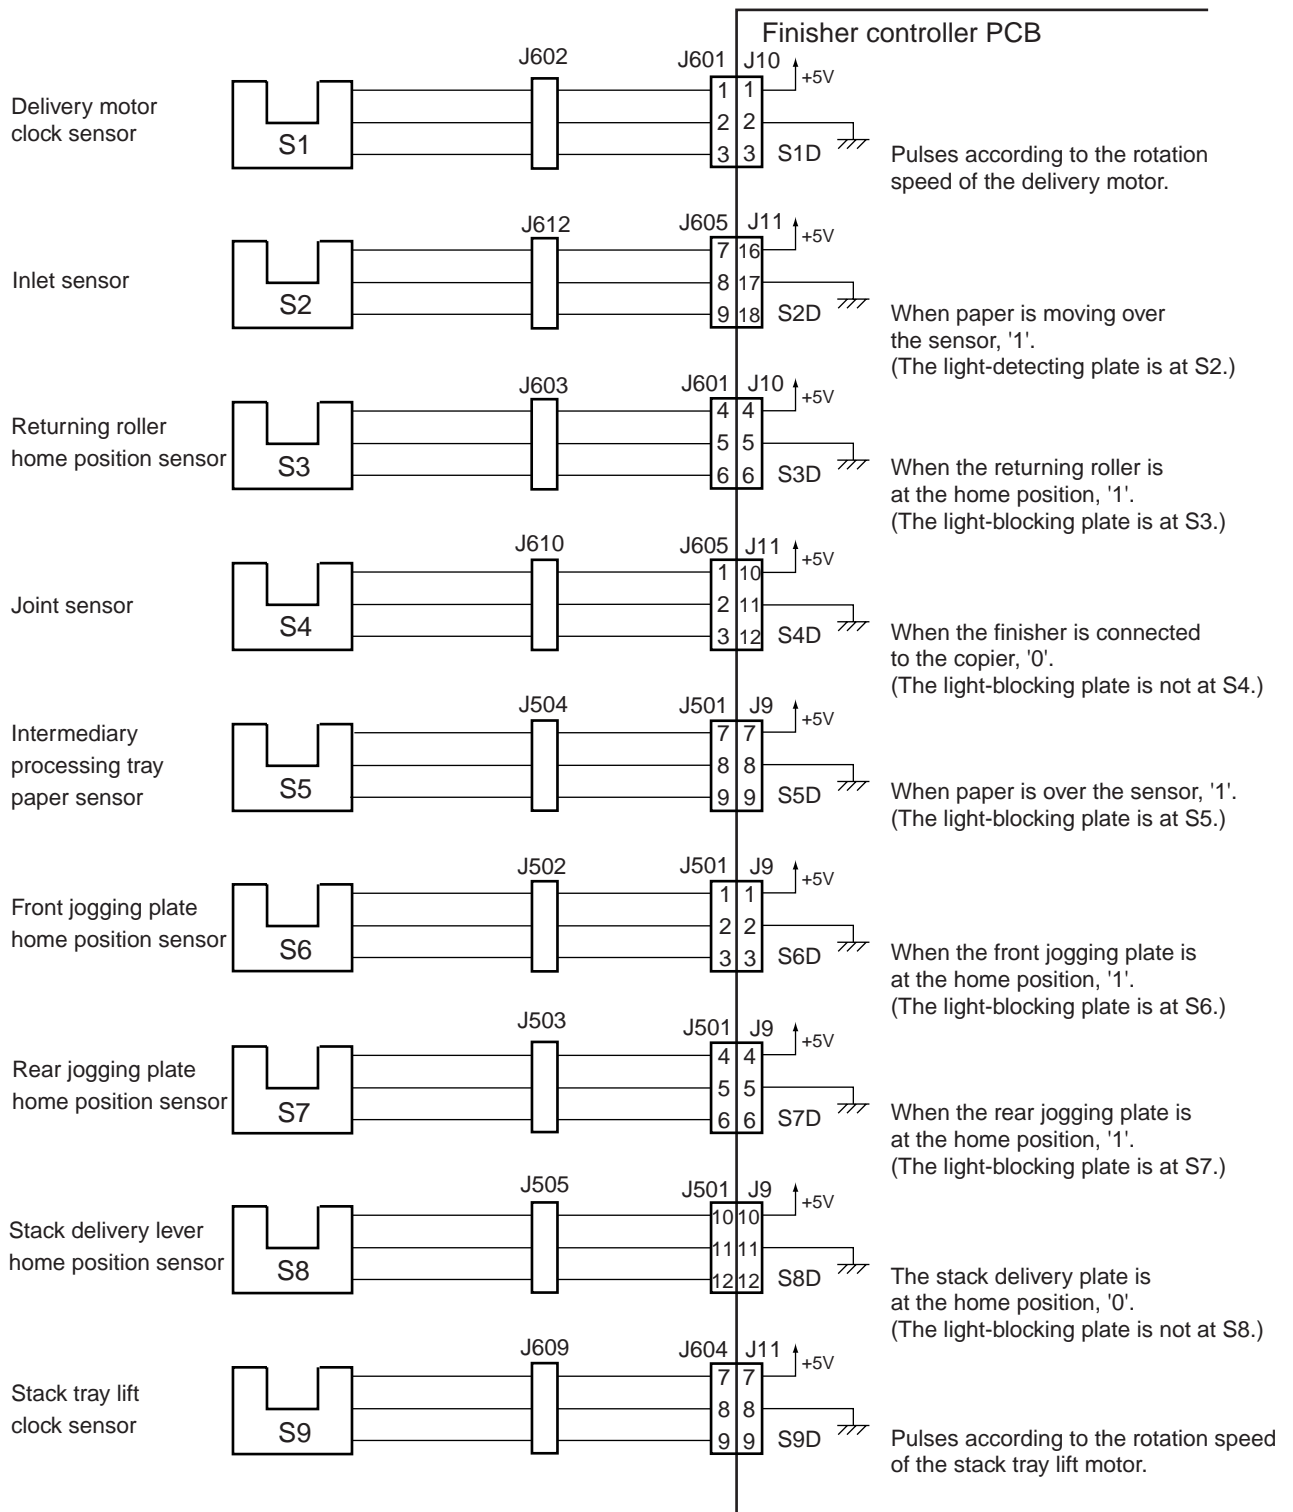 Finisher controller PCB
J602
J601 J10
+5V
Delivery motor
clock sensor
S1
1 1
2 2
3 3
S1D
Pulses according to the rotation
speed of the delivery motor.
J612
J605 J11
+5V
Inlet sensor
S2
7 16
8 17
9 18
S2D
When paper is moving over
the sensor, '1'.
(The light-detecting plate is at S2.)
J603
J601 J10
+5V
Returning roller
home position sensor
S3
4 4
5 5
6 6
S3D
When the returning roller is
at the home position, '1'.
(The light-blocking plate is at S3.)
J610
J605 J11
+5V
Joint sensor
S4
1 10
2 11
3 12
S4D
When the finisher is connected
to the copier, '0'.
(The light-blocking plate is not at S4.)
J504
J501 J9
+5V
Intermediary
processing tray
paper sensor
S5
7 7
8 8
9 9
S5D
When paper is over the sensor, '1'.
(The light-blocking plate is at S5.)
J502
J501 J9
+5V
Front jogging plate
home position sensor
S6
1 1
2 2
3 3
S6D
When the front jogging plate is
at the home position, '1'.
(The light-blocking plate is at S6.)
J503
J501 J9
+5V
Rear jogging plate
home position sensor
S7
4 4
5 5
6 6
S7D
When the rear jogging plate is
at the home position, '1'.
(The light-blocking plate is at S7.)
J505
J501 J9
+5V
Stack delivery lever
home position sensor
S8
10 10
11 11
12 12
S8D
The stack delivery plate is
at the home position, '0'.
(The light-blocking plate is not at S8.)
J609
J604 J11
+5V
Stack tray lift
clock sensor
S9
7 7
8 8
9 9
S9D
Pulses according to the rotation speed
of the stack tray lift motor.